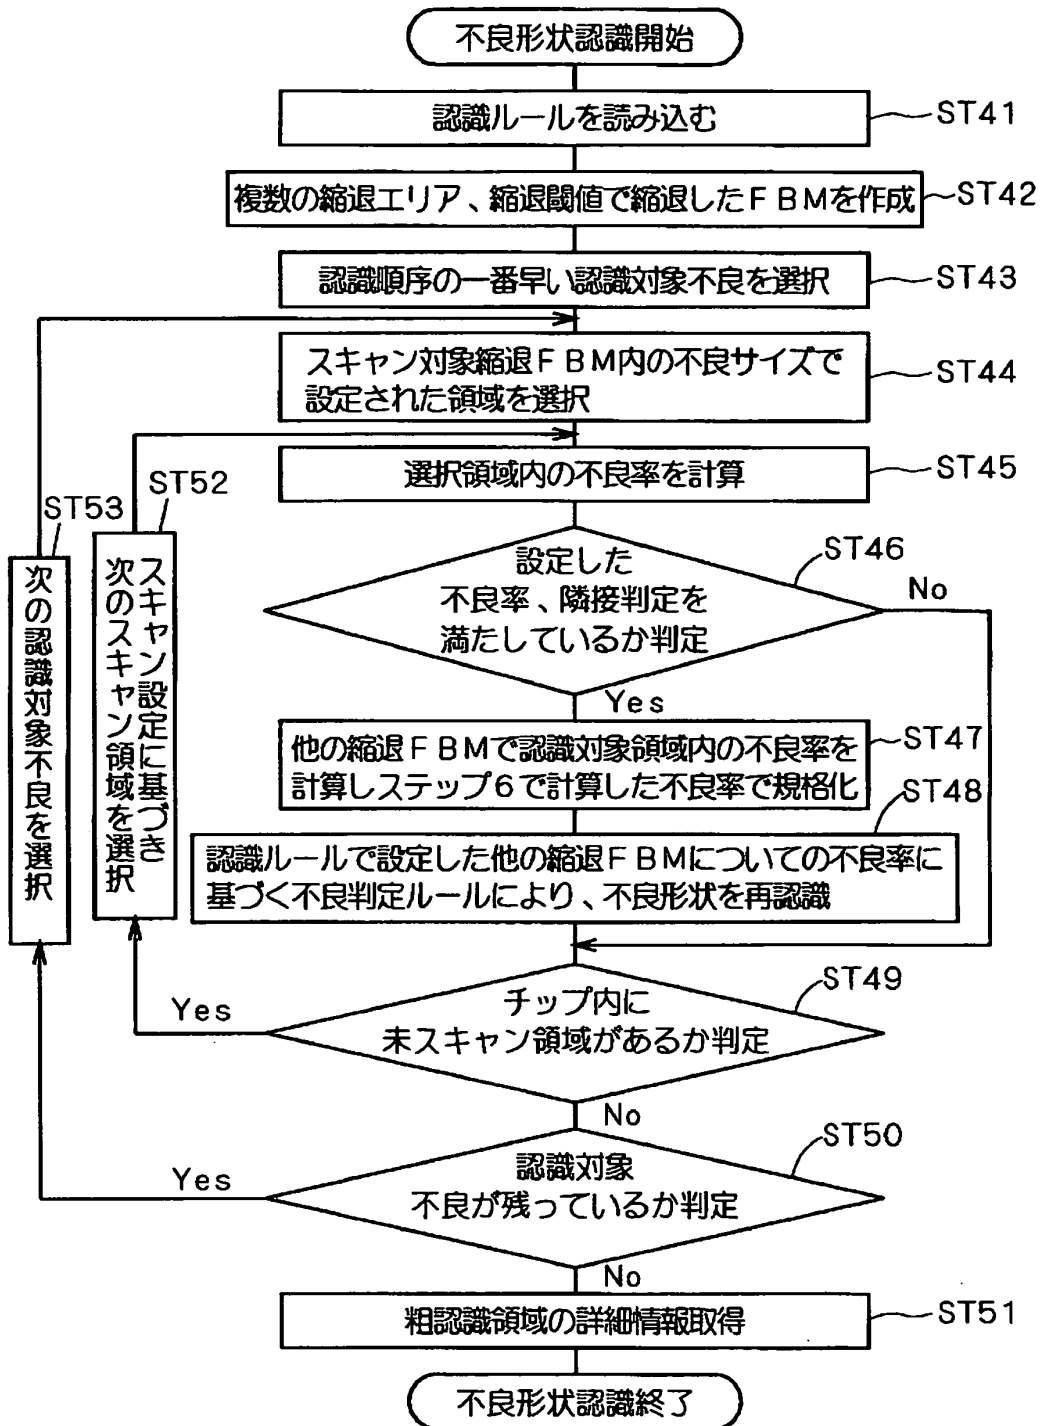 不良形状認識開始
認識ルールを読み込む
ST41
複数の縮退エリア、縮退閾値で縮退したFBMを作成
ST42
認識順序の一番早い認識対象不良を選択
ST43
スキャン対象縮退FBM内の不良サイズで
設定された領域を選択
ST44
選択領域内の不良率を計算
ST45
設定した
不良率、隣接判定を
満たしているか判定
ST46
No
Yes
他の縮退FBMで認識対象領域内の不良率を
計算しステップ6で計算した不良率で規格化
ST47
認識ルールで設定した他の縮退FBMについての不良率に
基づく不良判定ルールにより、不良形状を再認識
ST48
チップ内に
未スキャン領域があるか判定
ST49
Yes
No
スキャン設定に基づき
次のスキャン領域を選択
ST52
認識対象
不良が残っているか判定
ST50
Yes
No
次の認識対象不良を選択
ST53
粗認識領域の詳細情報取得
ST51
不良形状認識終了